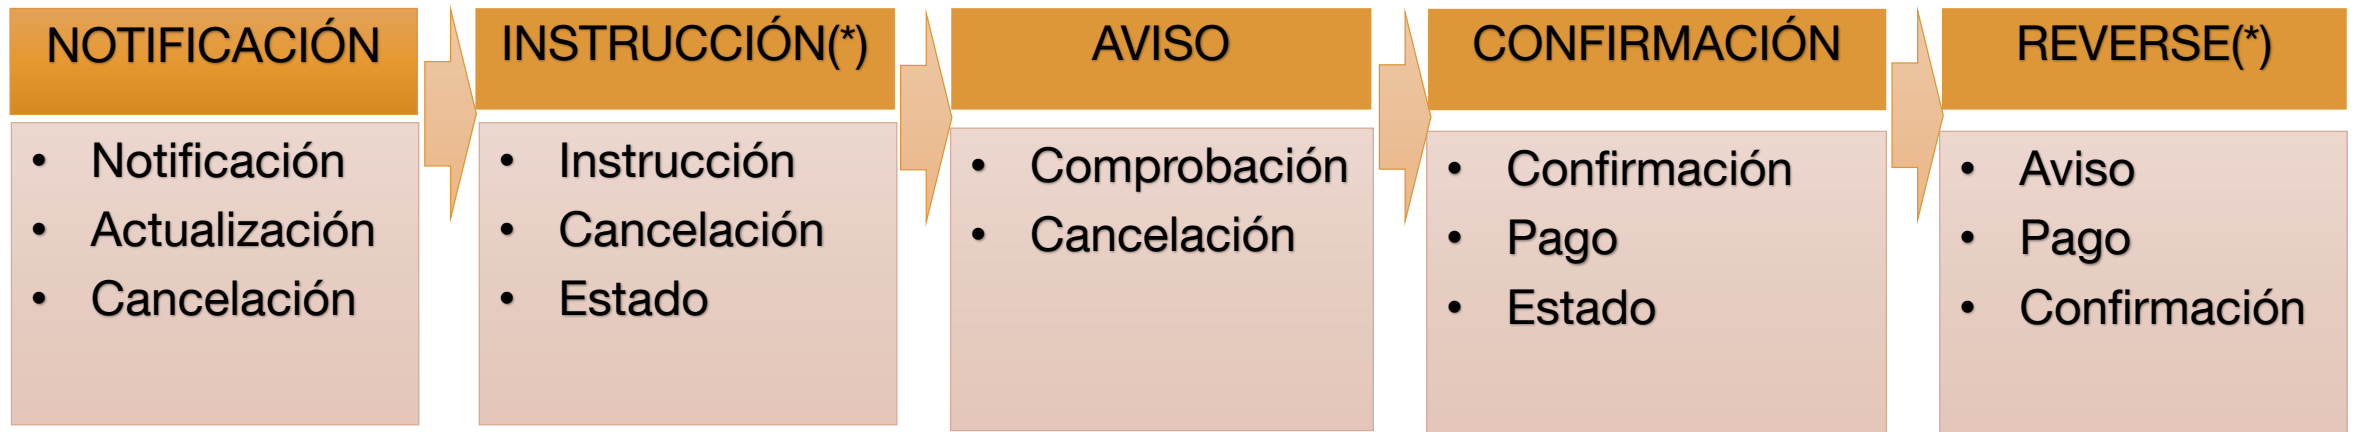 NOTIFICACIÓN
• Notificación
• Actualización
• Cancelación
INSTRUCCIÓN(*)
• Instrucción
• Cancelación
• Estado
AVISO
• Comprobación
• Cancelación
CONFIRMACIÓN
• Confirmación
• Pago
• Estado
REVERSE(*)
• Aviso
• Pago
• Confirmación